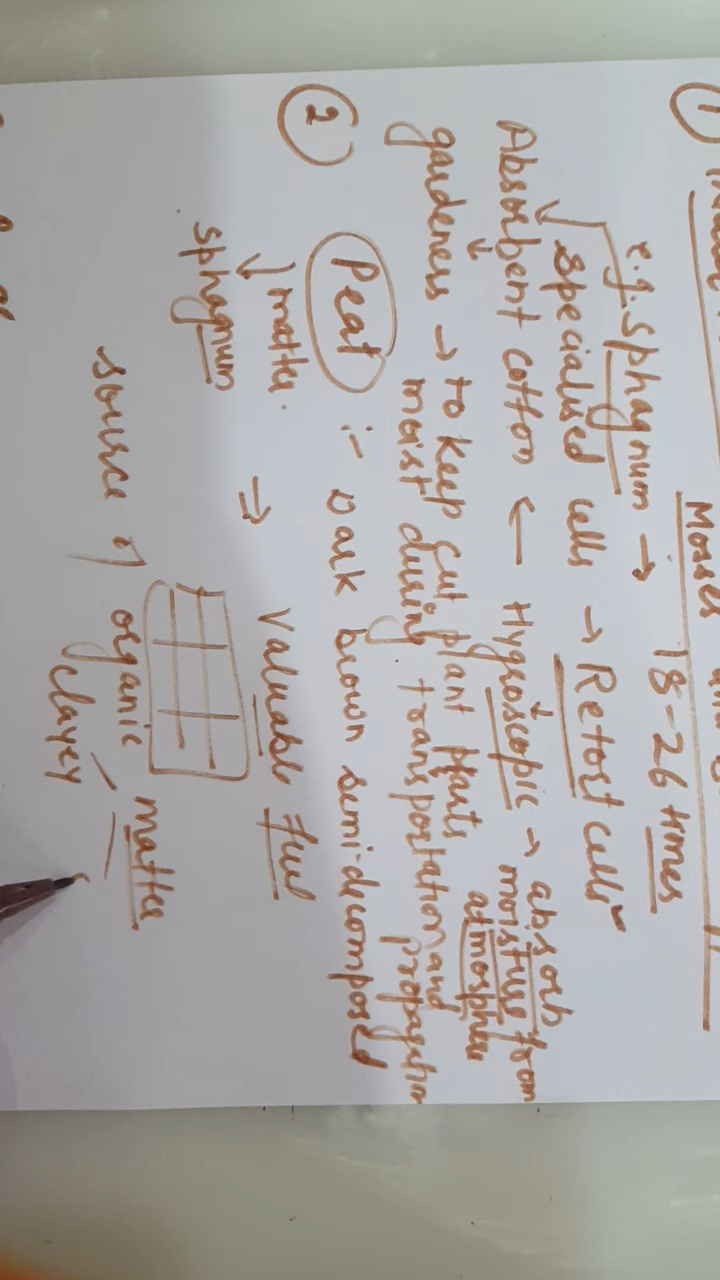 Mosses
①
e.g. Sphagnum → 18-26 times
specialised cells → Retort cells
Absorbent cotton ← Hygroscopic → absorb moisture from atmosphere
gardeness → to keep cut plant parts moist during transportation and propagation
② Peat :- Dark brown semi-decomposed
matter. ⇒ Valuable fuel
Sphagnum
source of organic matter
clayey